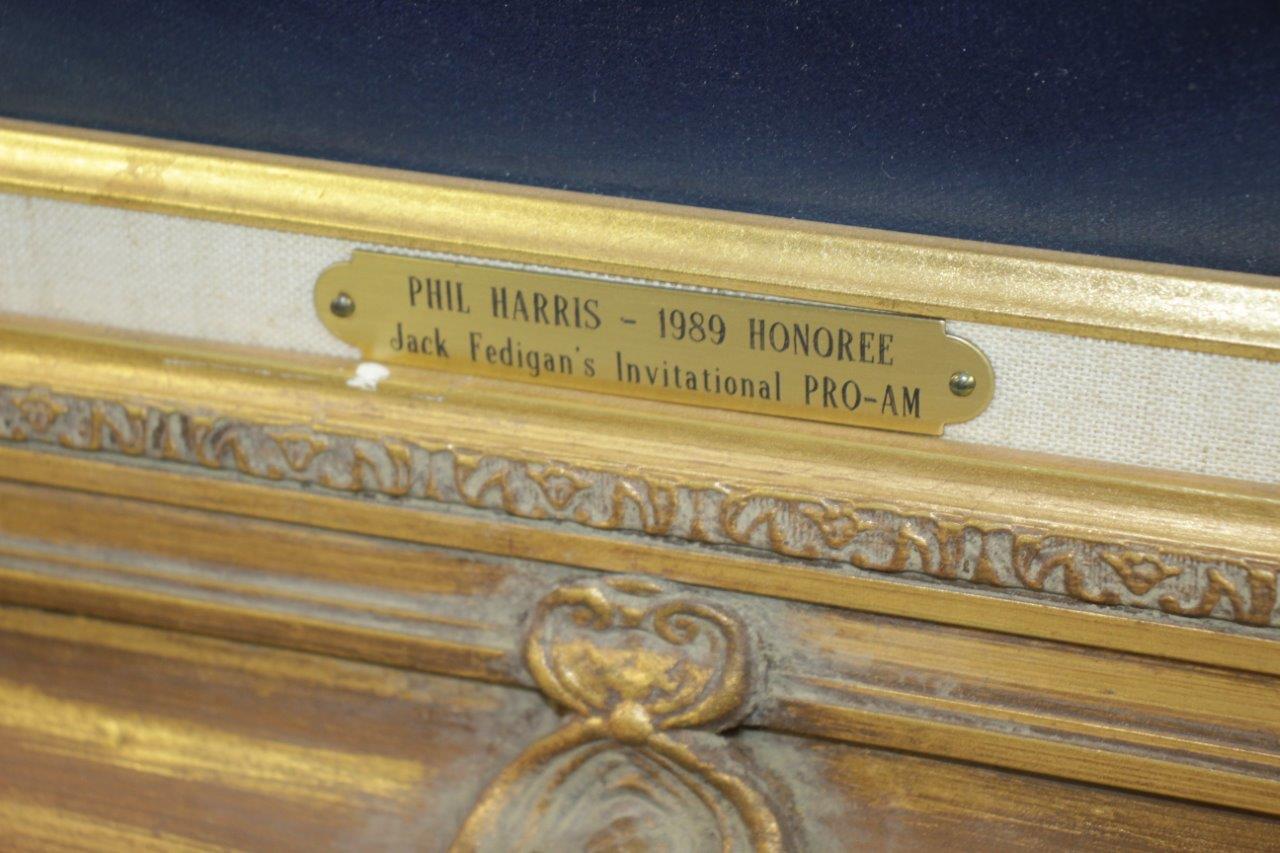 PHIL HARRIS - 1989 HONOREE
Jack Fedigan's Invitational PRO-AM